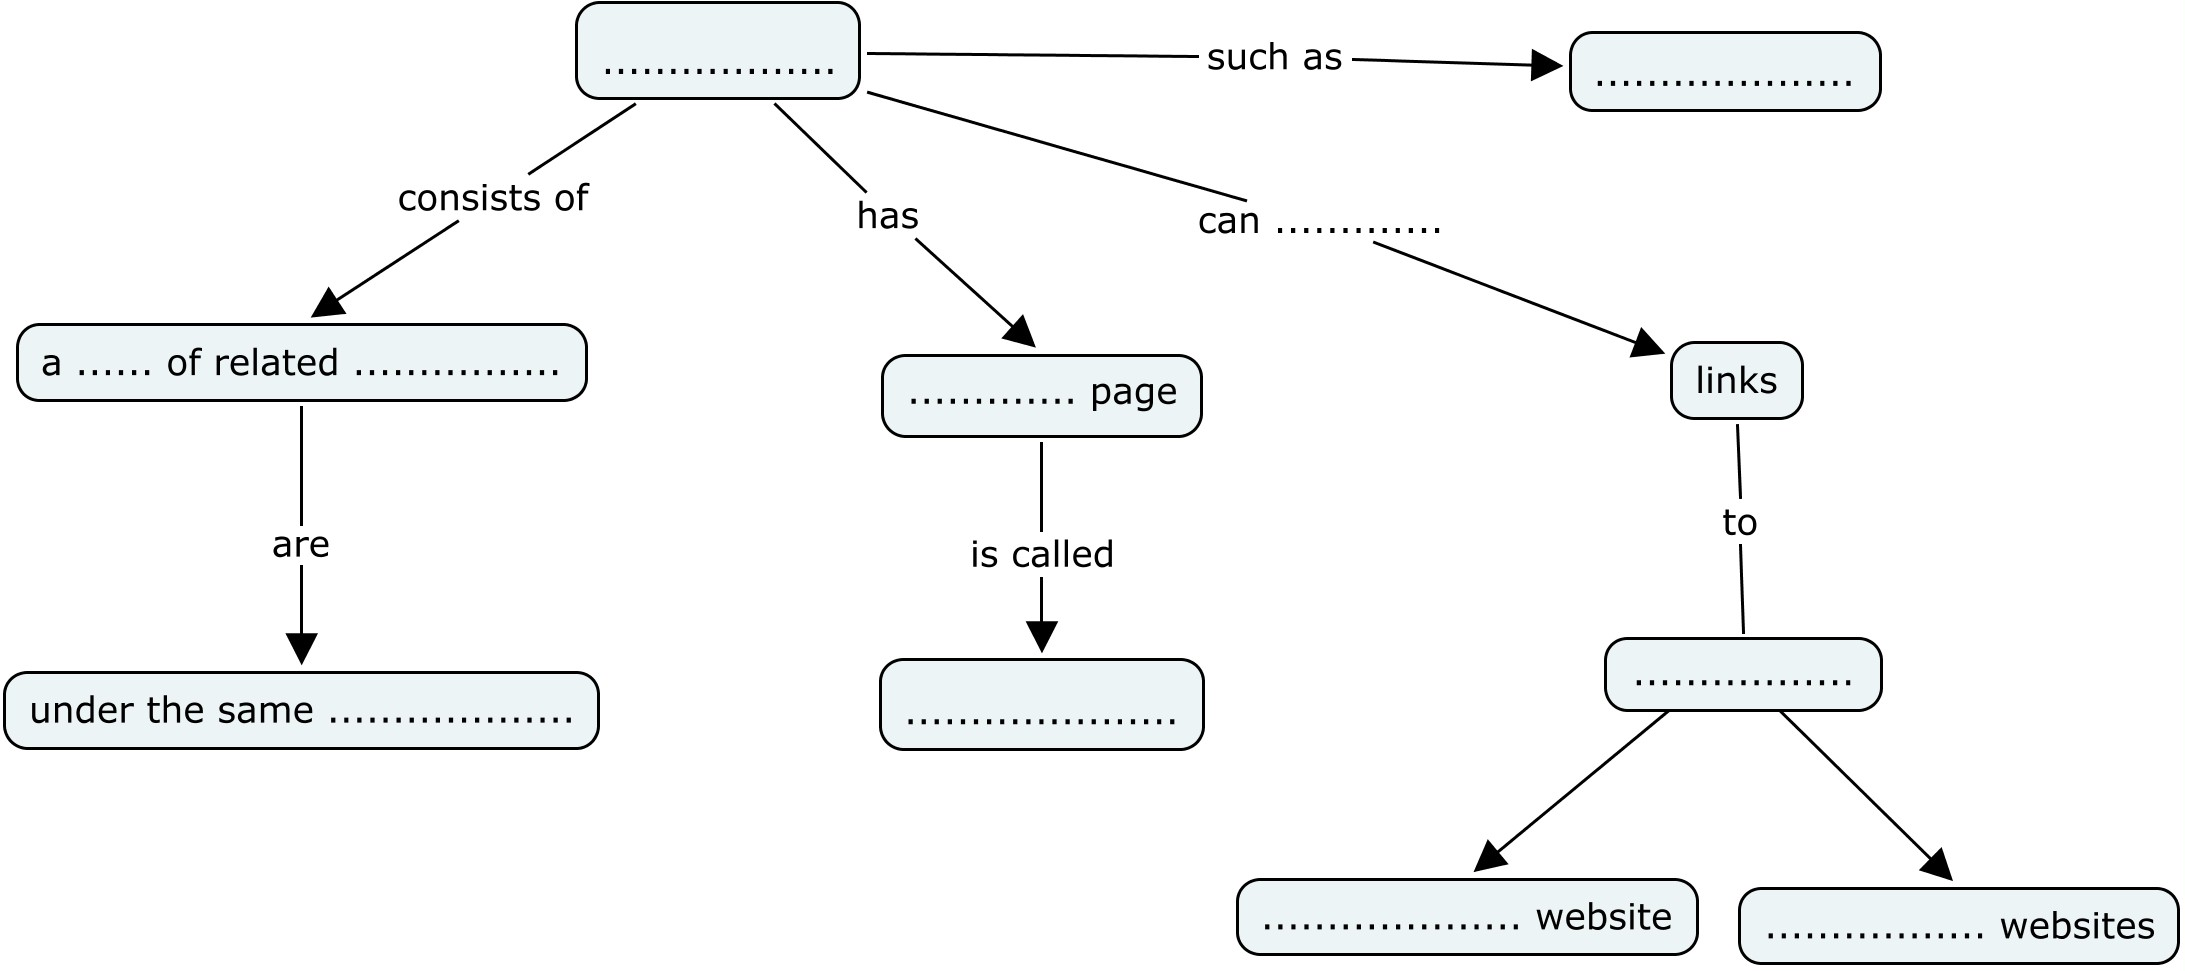 .................
such as
....................
consists of
has
can .............
a ...... of related ................
............. page
links
are
is called
to
under the same ...................
.....................
.................
.................... website
................. websites